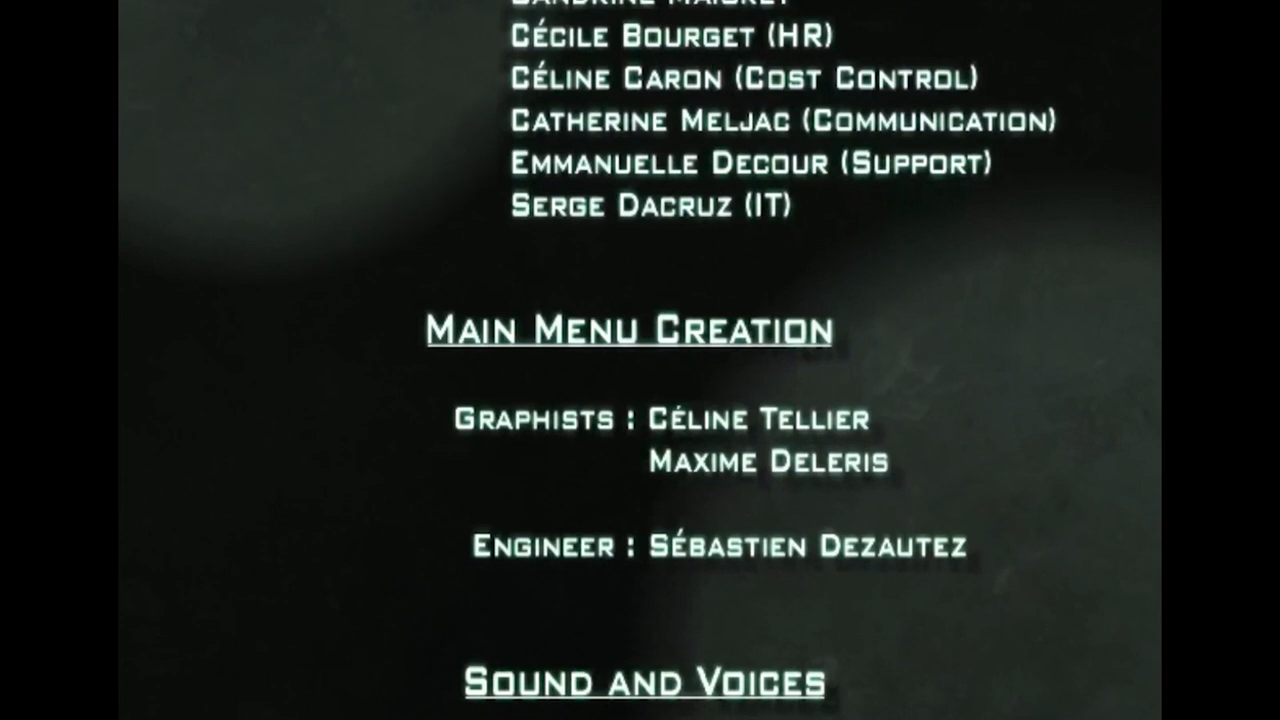 Cécile Bourget (HR)
Céline Caron (Cost Control)
Catherine Meljac (Communication)
Emmanuelle Decour (Support)
Serge Dacruz (IT)
Main Menu Creation
Graphists : Céline Tellier
Maxime Deleris
Engineer : Sébastien Dezautez
Sound and Voices